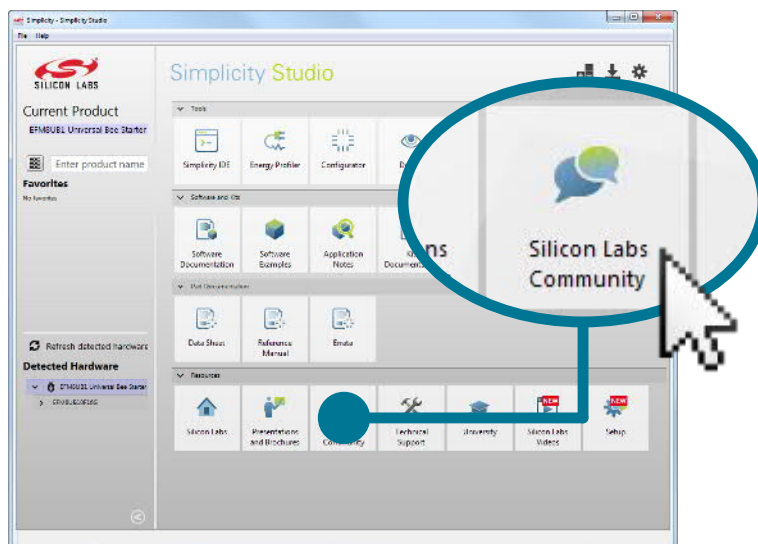 Simplicity - Simplicity Studio
File Help
SILICON LABS
Simplicity Studio
Current Product
EFM8UB1 Universal Bee Starter
Enter product name
Favorites
No favorites
Tools
Simplicity IDE
Energy Profiler
Configurator
Software and Kits
Software
Documentation
Software
Examples
Application
Notes
Silicon Labs
Community
Part Documentation
Data Sheet
Reference
Manual
Errata
Refresh detected hardware
Detected Hardware
EFM8UB1 Universal Bee Starter
Resources
Silicon Labs
Presentations
and Brochures
Community
Technical
Support
University
NEW
Silicon Labs
Videos
NEW
Setup